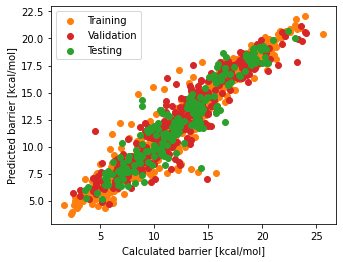 22.5
20.0
17.5
15.0
12.5
10.0
7.5
5.0
Predicted barrier [kcal/mol]
Training
Validation
Testing
5 10 15 20 25
Calculated barrier [kcal/mol]